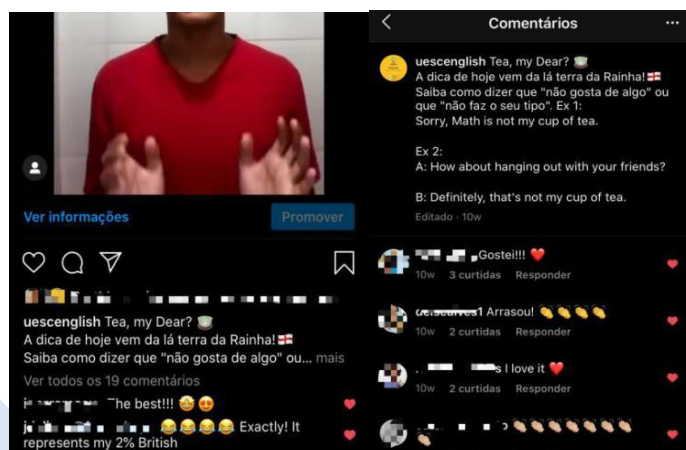 Ver informações
Promover
uescenglish Tea, my Dear? 🍵
A dica de hoje vem da lá terra da Rainha!🏴󠁧󠁢󠁥󠁮󠁧󠁿
Saiba como dizer que "não gosta de algo" ou... mais
Ver todos os 19 comentários
The best!!! 🤩😍
😂😂😂😂 Exactly! It
represents my 2% British
Comentários
uescenglish Tea, my Dear? 🍵
A dica de hoje vem da lá terra da Rainha!🏴󠁧󠁢󠁥󠁮󠁧󠁿
Saiba como dizer que "não gosta de algo" ou
que "não faz o seu tipo". Ex 1:
Sorry, Math is not my cup of tea.
Ex 2:
A: How about hanging out with your friends?
B: Definitely, that's not my cup of tea.
Editado · 10w
Gostei!!! ❤️
10w 3 curtidas Responder
Arrasou! 👏👏👏👏
10w 2 curtidas Responder
I love it ❤️
10w 2 curtidas Responder
👏🏼👏🏼👏🏼👏🏼👏🏼👏🏼👏🏼
👏🏼